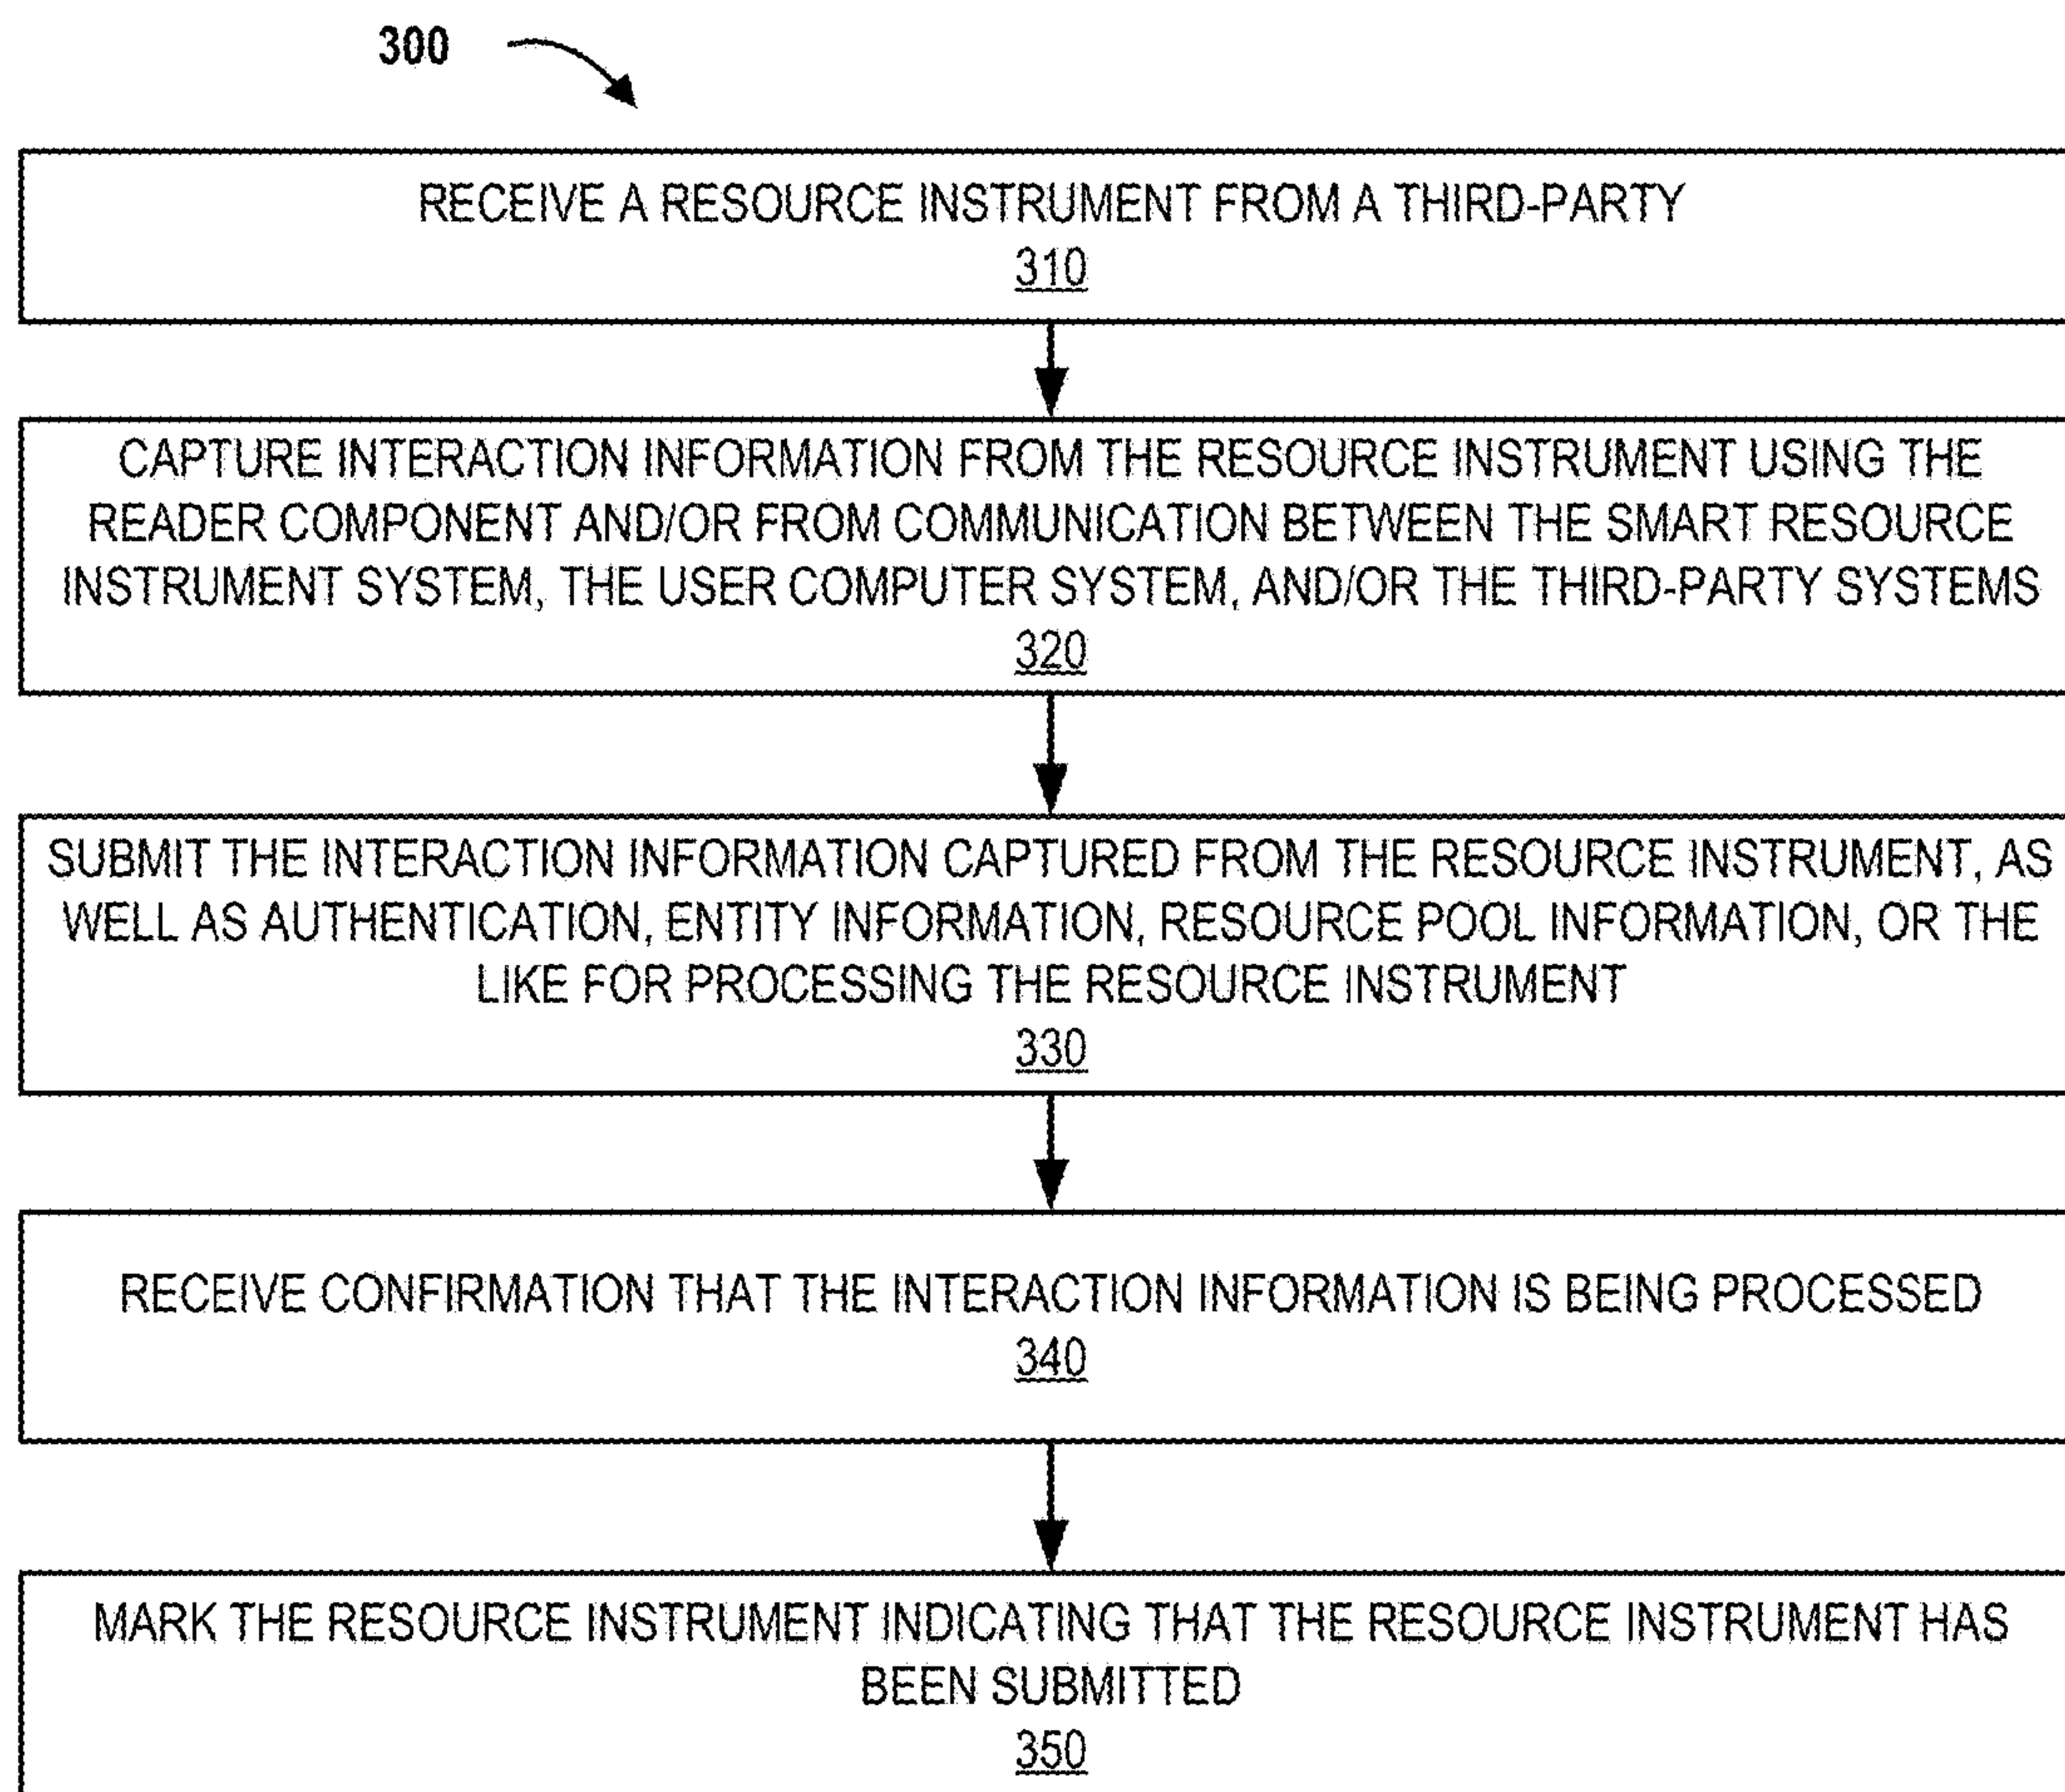 300
RECEIVE A RESOURCE INSTRUMENT FROM A THIRD-PARTY
310
CAPTURE INTERACTION INFORMATION FROM THE RESOURCE INSTRUMENT USING THE
READER COMPONENT AND/OR FROM COMMUNICATION BETWEEN THE SMART RESOURCE
INSTRUMENT SYSTEM, THE USER COMPUTER SYSTEM, AND/OR THE THIRD-PARTY SYSTEMS
320
SUBMIT THE INTERACTION INFORMATION CAPTURED FROM THE RESOURCE INSTRUMENT, AS
WELL AS AUTHENTICATION, ENTITY INFORMATION, RESOURCE POOL INFORMATION, OR THE
LIKE FOR PROCESSING THE RESOURCE INSTRUMENT
330
RECEIVE CONFIRMATION THAT THE INTERACTION INFORMATION IS BEING PROCESSED
340
MARK THE RESOURCE INSTRUMENT INDICATING THAT THE RESOURCE INSTRUMENT HAS
BEEN SUBMITTED
350